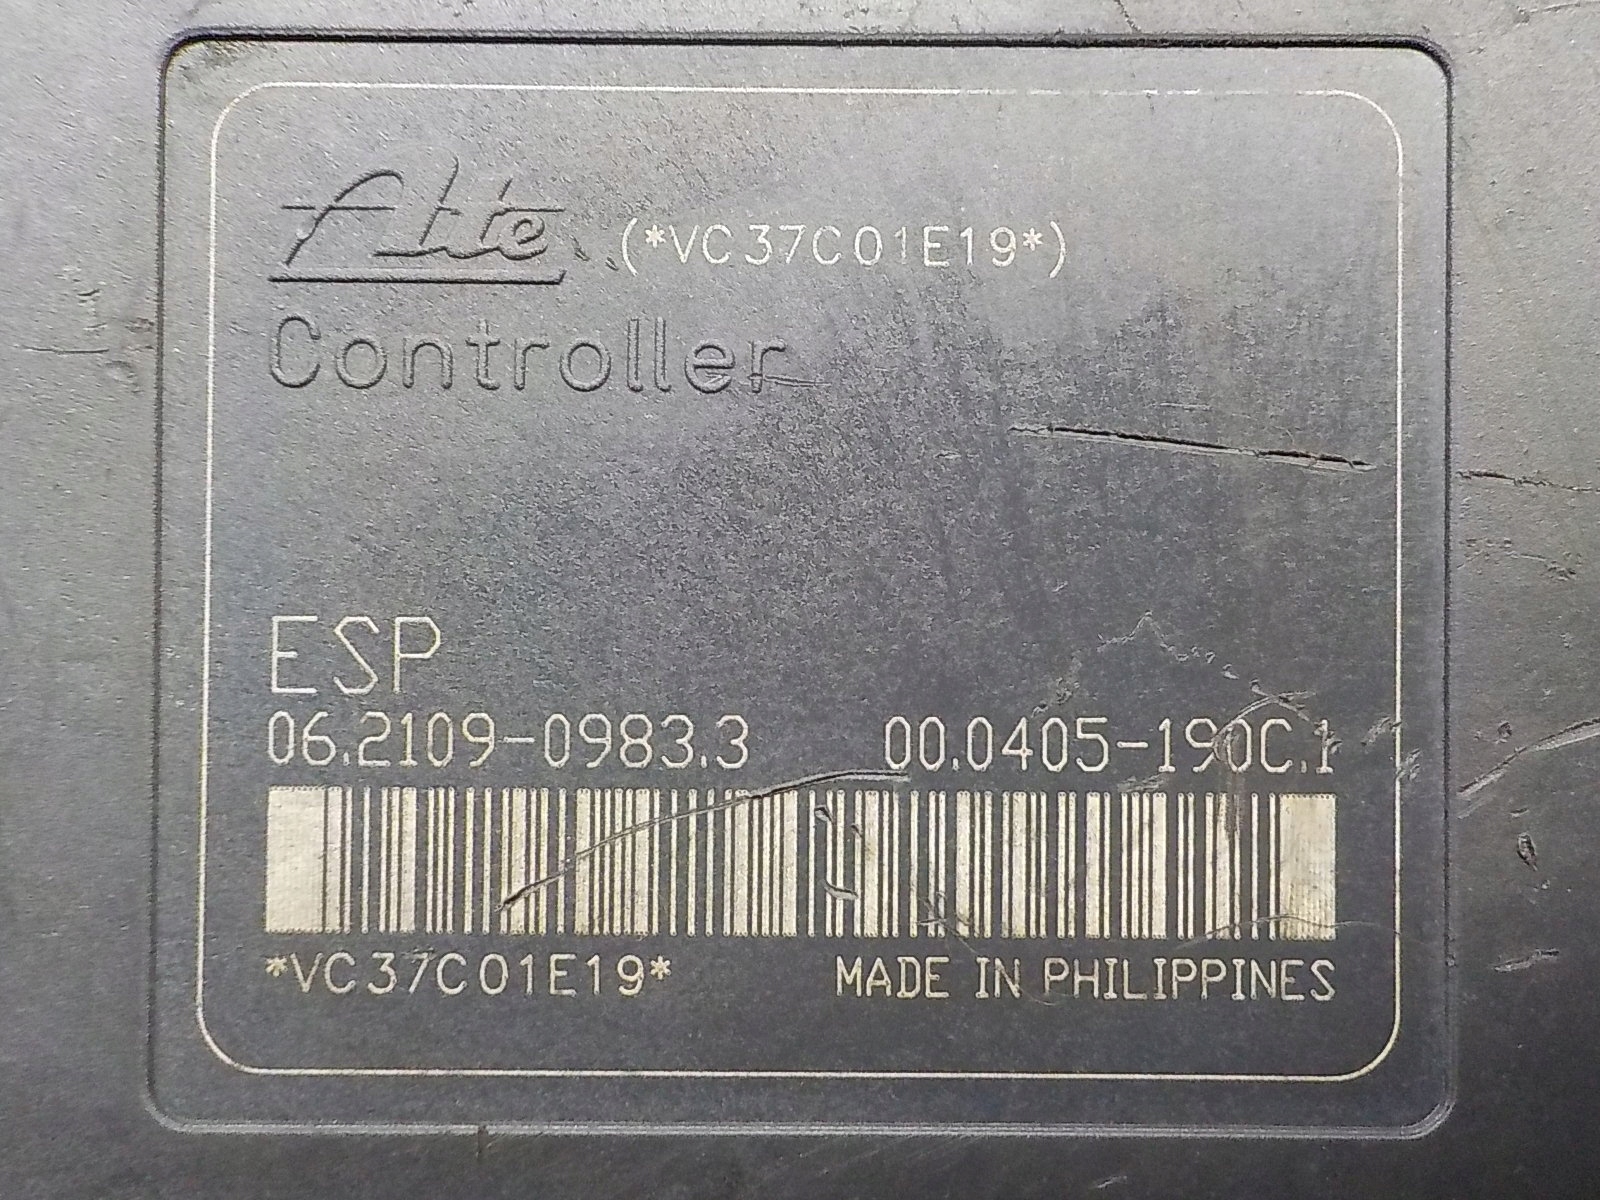 Ate (*VC37C01E19*)
Controller
ESP
06.2109-0983.3 00.0405-190C.1
*VC37C01E19* MADE IN PHILIPPINES